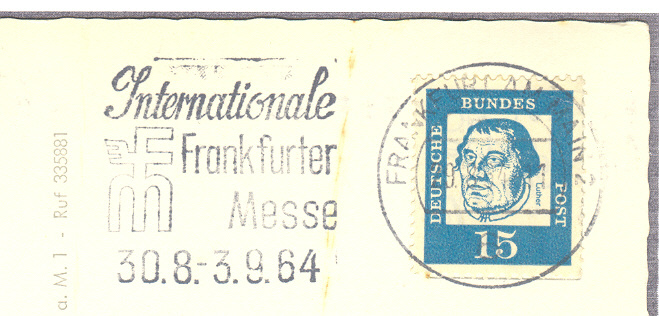 Internationale
Frankfurter
Messe
30.8.-3.9.64
FRANKFURT AM MAIN 2
DEUTSCHE
BUNDES
POST
Luther
15
a. M. 1 - Ruf 335881